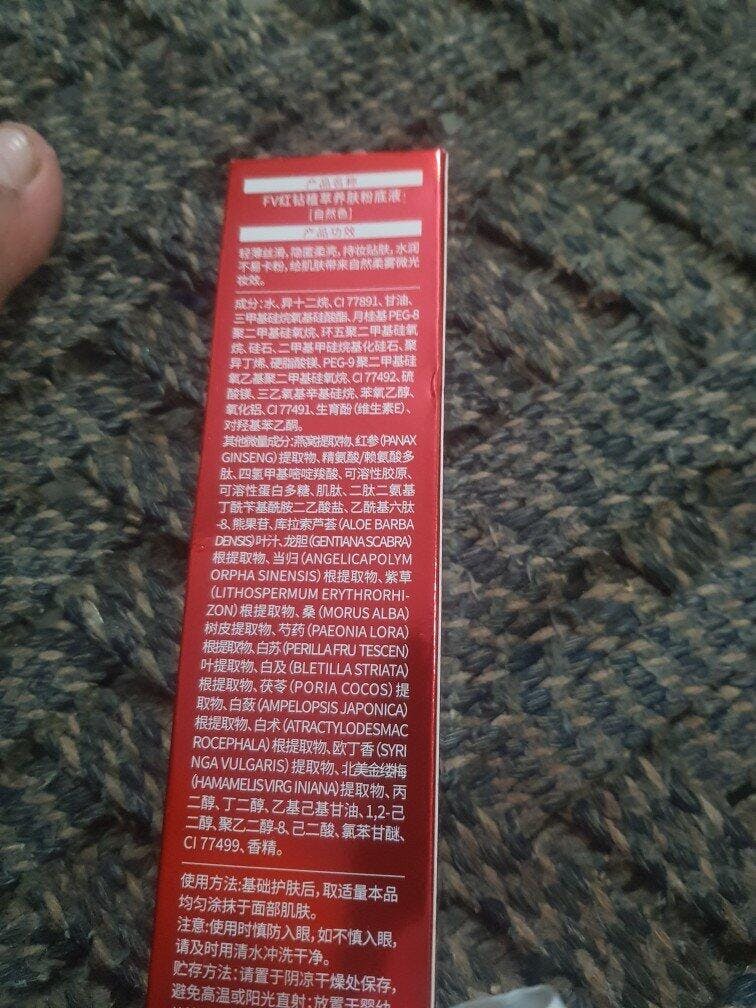 产品名称
FV红钻植萃养肤粉底液
[自然色]
产品功效
轻薄丝滑,隐匿柔亮,持妆贴肤,水润
不易卡粉,给肌肤带来自然柔雾微光
妆效。
成分:水、异十二烷、CI 77891、甘油、
三甲基硅烷氧基硅酸酯、月桂基 PEG-8
聚二甲基硅氧烷、环五聚二甲基硅氧
烷、硅石、二甲基甲硅烷基化硅石、聚
异丁烯、硬脂酸镁、PEG-9 聚二甲基硅
氧乙基聚二甲基硅氧烷、CI 77492、硫
酸镁、三乙氧基辛基硅烷、苯氧乙醇、
氧化铝、CI 77491、生育酚(维生素E)、
对羟基苯乙酮。
其他微量成分:燕窝提取物、红参(PANAX
GINSENG)提取物、精氨酸/赖氨酸多
肽、四氢甲基嘧啶羧酸、可溶性胶原、
可溶性蛋白多糖、肌肽、二肽二氨基
丁酰苄基酰胺二乙酸盐、乙酰基六肽
-8、熊果苷、库拉索芦荟(ALOE BARBA
DENSIS)叶汁、龙胆(GENTIANA SCABRA)
根提取物、当归(ANGELICAPOLYM
ORPHA SINENSIS)根提取物、紫草
(LITHOSPERMUM ERYTHRORHI-
ZON)根提取物、桑(MORUS ALBA)
树皮提取物、芍药(PAEONIA LORA)
根提取物、白苏(PERILLA FRU TESCEN)
叶提取物、白及(BLETILLA STRIATA)
根提取物、茯苓(PORIA COCOS)提
取物、白蔹(AMPELOPSIS JAPONICA)
根提取物、白术(ATRACTYLODESMAC
ROCEPHALA)根提取物、欧丁香(SYRI
NGA VULGARIS)提取物、北美金缕梅
(HAMAMELIS VIRG INIANA)提取物、丙
二醇、丁二醇、乙基己基甘油、1,2-己
二醇、聚乙二醇-8、己二酸、氯苯甘醚、
CI 77499、香精。
使用方法:基础护肤后,取适量本品
均匀涂抹于面部肌肤。
注意:使用时慎防入眼,如不慎入眼,
请及时用清水冲洗干净。
贮存方法:请置于阴凉干燥处保存,
避免高温或阳光直射;放置于婴幼